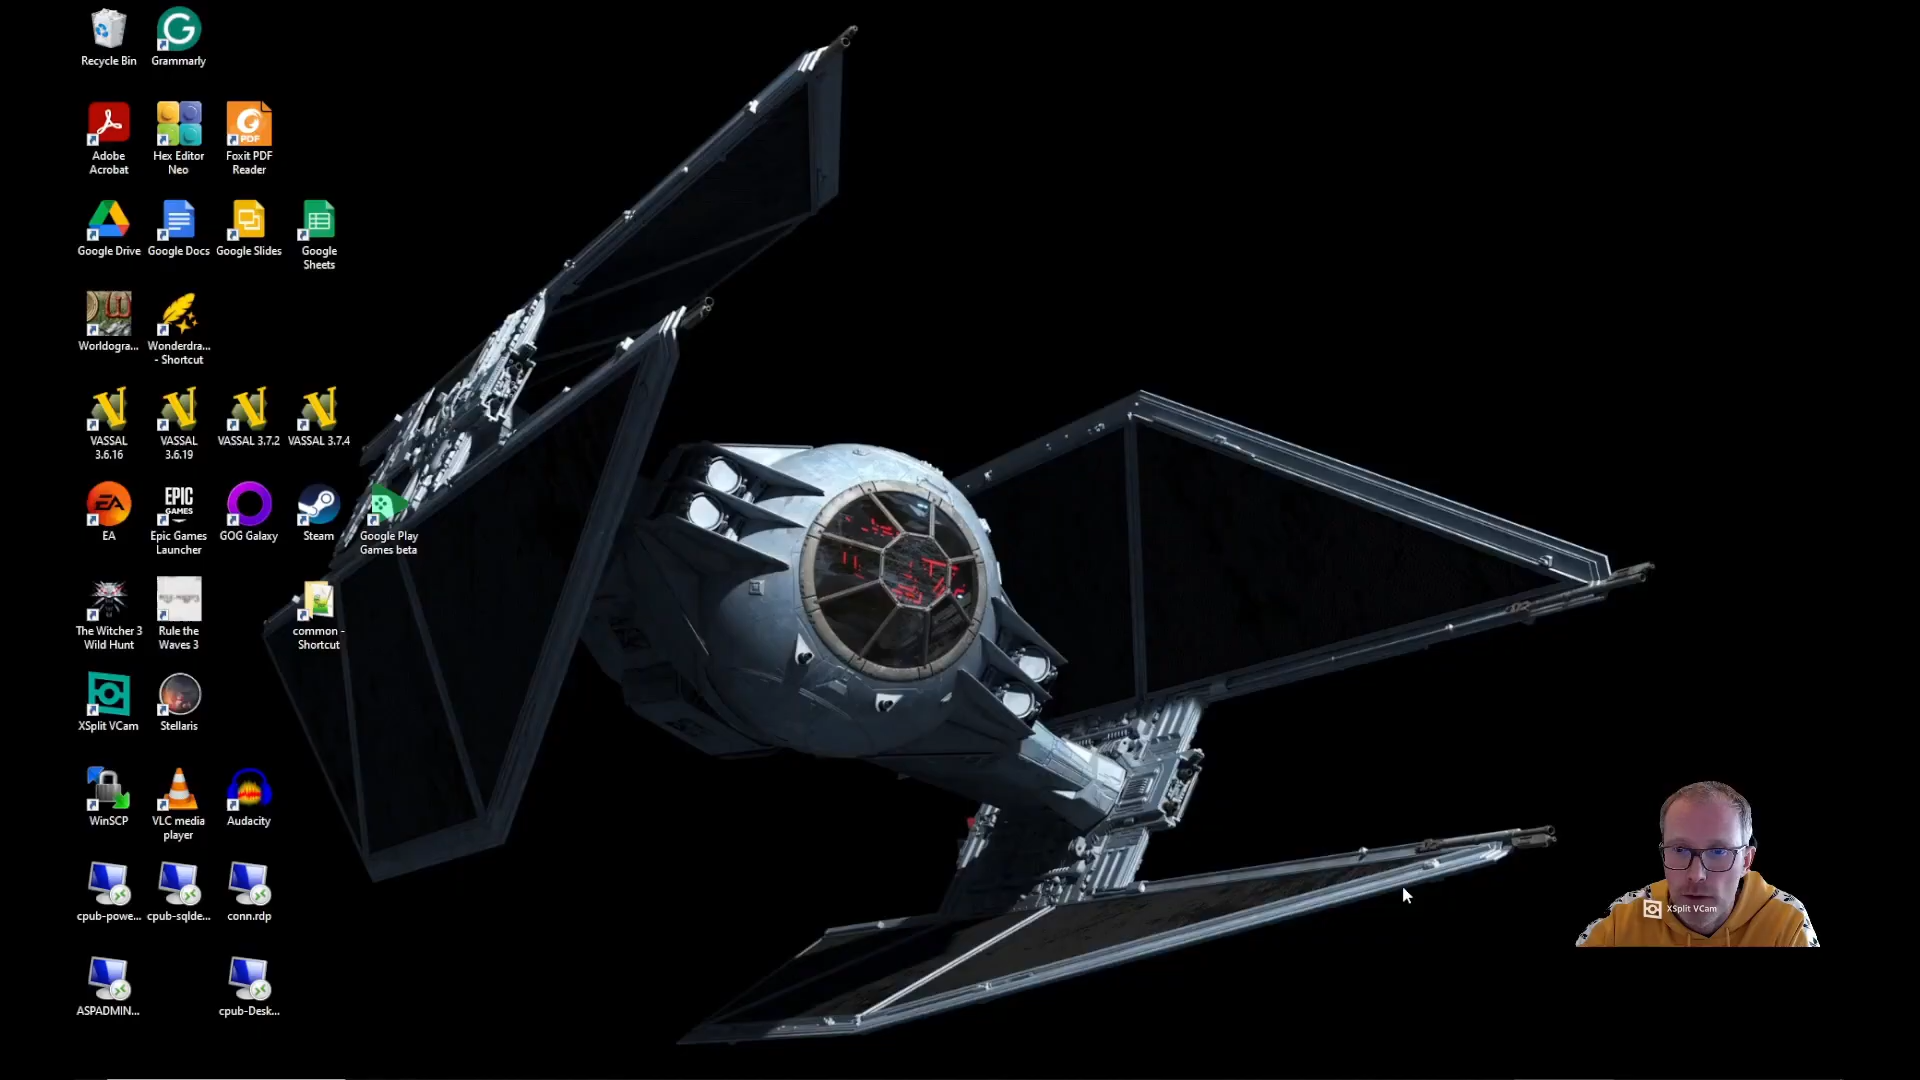 Recycle Bin
Grammarly
Adobe
Acrobat
Hex Editor
Neo
PDF
Foxit PDF
Reader
Google Drive
Google Docs
Google Slides
Google
Sheets
Worldogra...
Wonderdra...
- Shortcut
VASSAL
3.6.16
VASSAL
3.6.19
VASSAL 3.7.2
VASSAL 3.7.4
EA
EA
EPIC
GAMES
Epic Games
Launcher
GOG Galaxy
Steam
Google Play
Games beta
The Witcher 3
Wild Hunt
Rule the
Waves 3
common -
Shortcut
XSplit VCam
Stellaris
WinSCP
VLC media
player
Audacity
XSplit VCam
cpub-powe...
cpub-sqlde...
conn.rdp
ASPADMIN...
cpub-Desk...